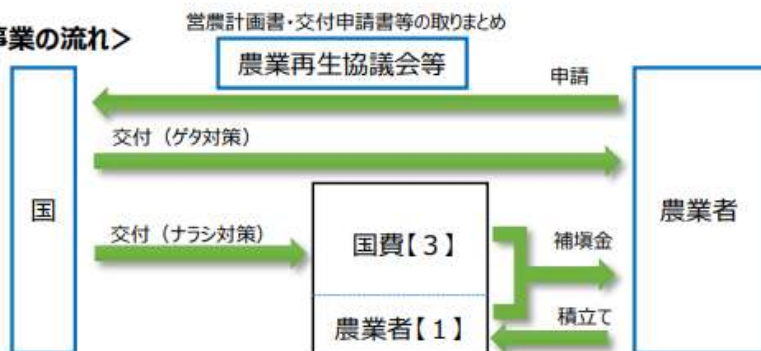 事業の流れ>
営農計画書・交付申請書等の取りまとめ
農業再生協議会等
申請
交付（ゲタ対策）
国
農業者
交付（ナラシ対策）
国費【３】
補塡金
農業者【１】
積立て